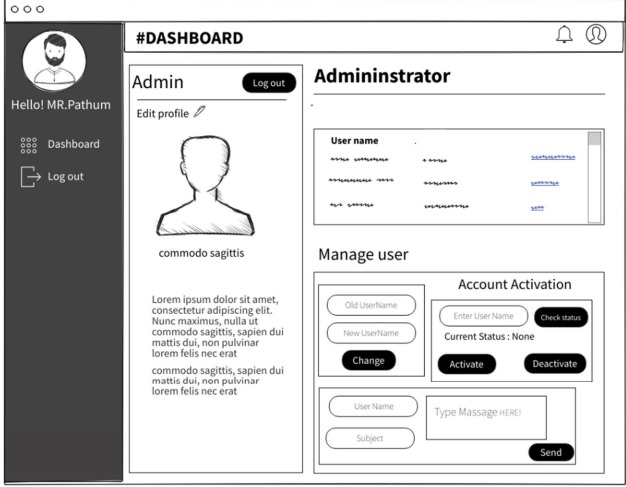 #DASHBOARD
Hello! MR.Pathum
Dashboard
Log out
Admin
Log out
Edit profile
commodo sagittis
Lorem ipsum dolor sit amet,
consectetur adipiscing elit.
Nunc maximus, nulla ut
commodo sagittis, sapien dui
mattis dui, non pulvinar
lorem felis nec erat
commodo sagittis, sapien dui
mattis dui, non pulvinar
lorem felis nec erat
Admininstrator
User name
Manage user
Old UserName
New UserName
Change
Account Activation
Enter User Name
Check status
Current Status : None
Activate
Deactivate
User Name
Subject
Type Massage HERE!
Send